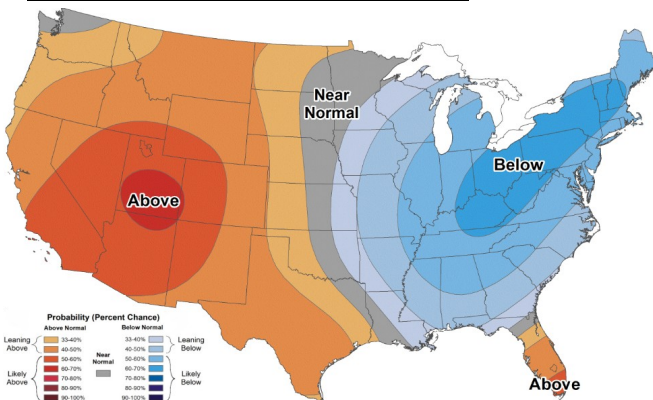 Near
Normal
Below
Above
Above
Probability (Percent Chance)
Above Normal
Below Normal
Leaning
Above
33-40%
40-50%
50-60%
60-70%
70-80%
80-90%
90-100%
Likely
Above
Near
Normal
33-40%
40-50%
50-60%
60-70%
70-80%
80-90%
90-100%
Leaning
Below
Likely
Below